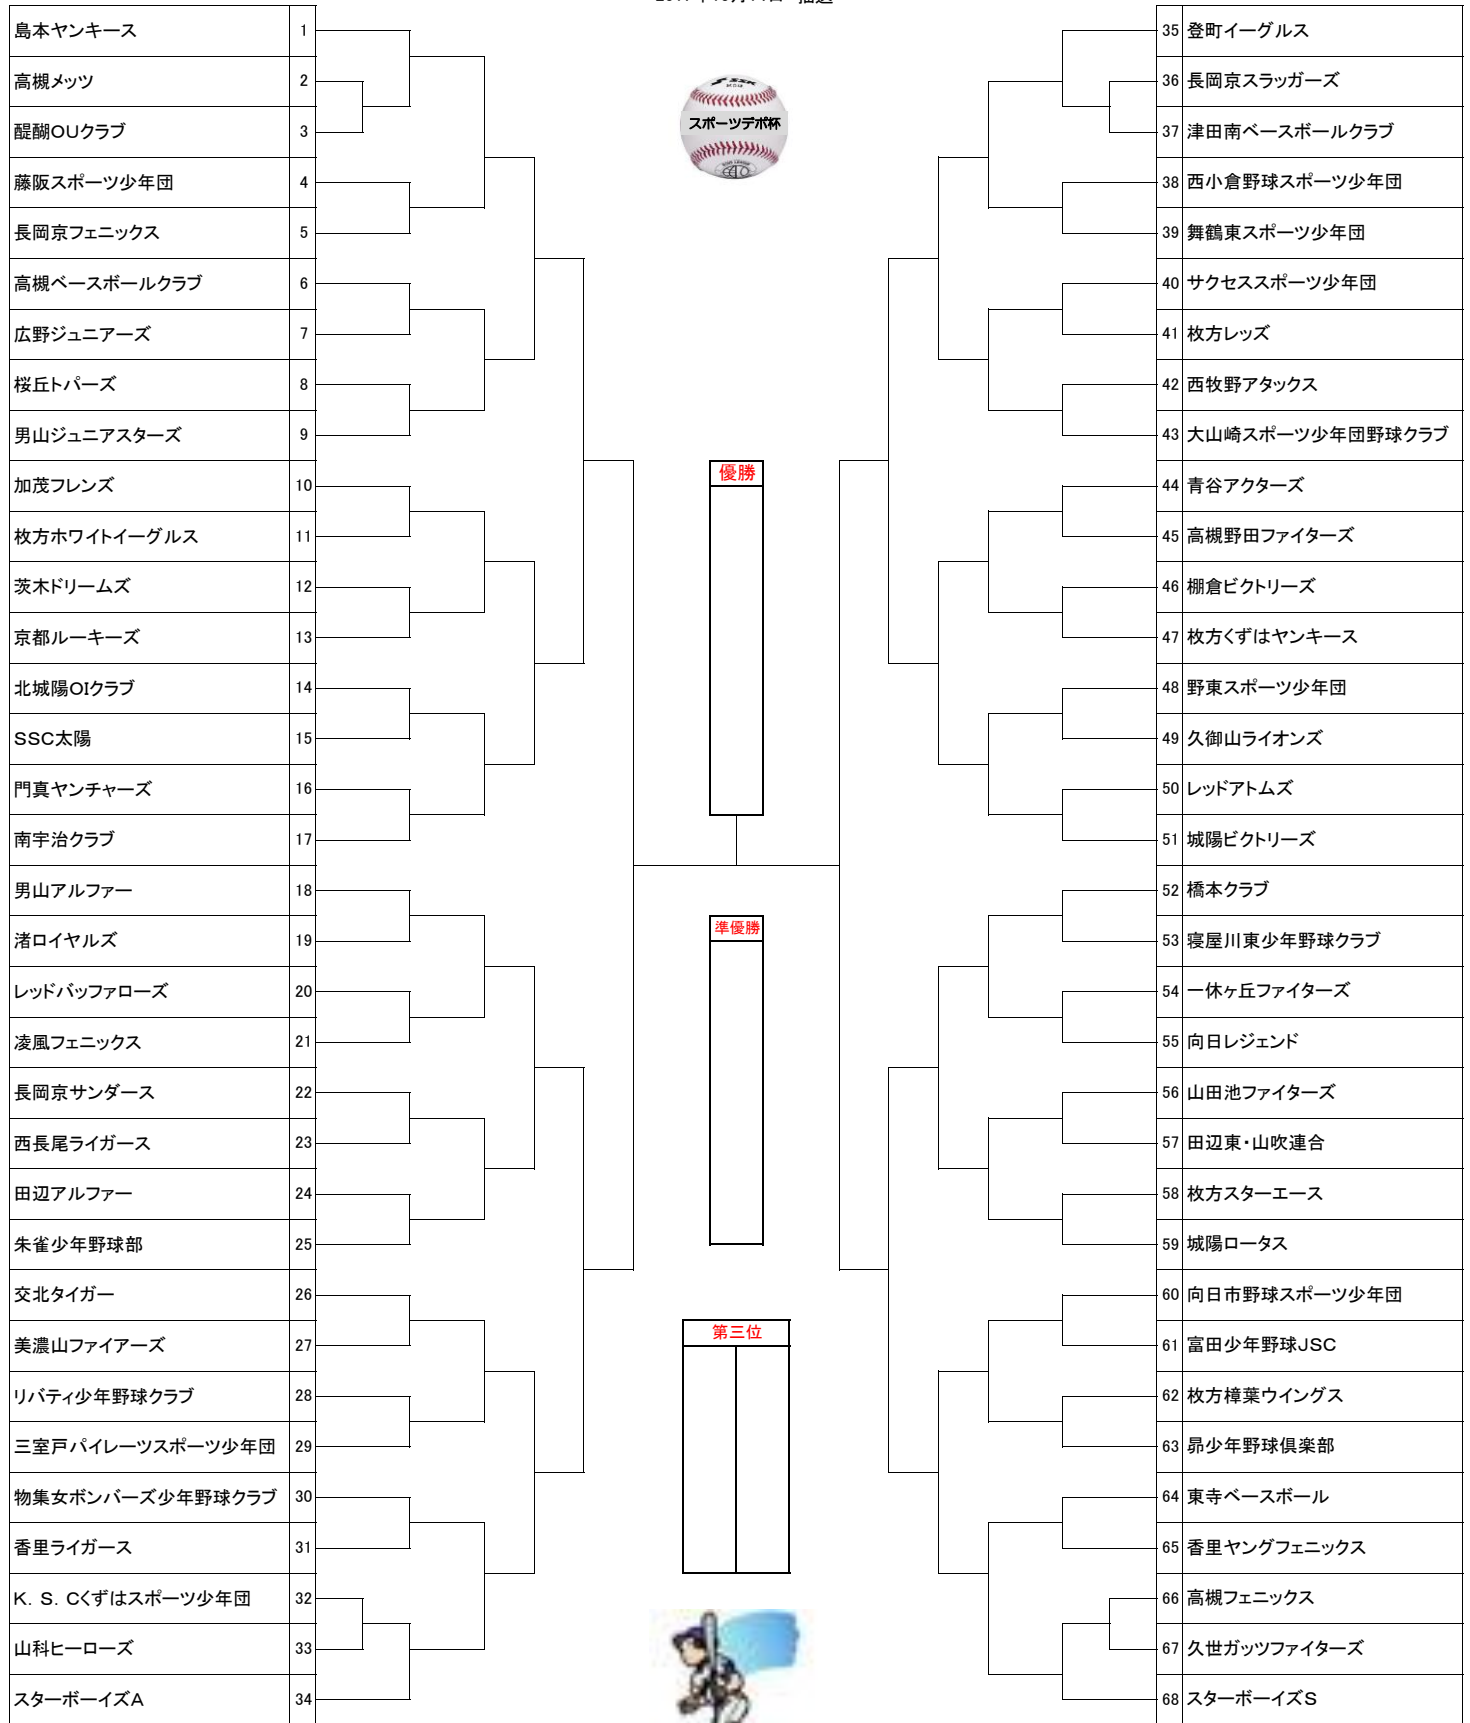 島本ヤンキース 1
高槻メッツ 2
醍醐OUクラブ 3
藤阪スポーツ少年団 4
長岡京フェニックス 5
高槻ベースボールクラブ 6
広野ジュニアーズ 7
桜丘トパーズ 8
男山ジュニアスターズ 9
加茂フレンズ 10
枚方ホワイトイーグルス 11
茨木ドリームズ 12
京都ルーキーズ 13
北城陽OIクラブ 14
SSC太陽 15
門真ヤンチャーズ 16
南宇治クラブ 17
男山アルファー 18
渚ロイヤルズ 19
レッドバッファローズ 20
凌風フェニックス 21
長岡京サンダース 22
西長尾ライガース 23
田辺アルファー 24
朱雀少年野球部 25
交北タイガー 26
美濃山ファイアーズ 27
リバティ少年野球クラブ 28
三室戸パイレーツスポーツ少年団 29
物集女ボンバーズ少年野球クラブ 30
香里ライガース 31
K．S．Cくずはスポーツ少年団 32
山科ヒーローズ 33
スターボーイズA 34
SSK
スポーツデポ杯
優勝
準優勝
第三位
35 登町イーグルス
36 長岡京スラッガーズ
37 津田南ベースボールクラブ
38 西小倉野球スポーツ少年団
39 舞鶴東スポーツ少年団
40 サクセススポーツ少年団
41 枚方レッズ
42 西牧野アタックス
43 大山崎スポーツ少年団野球クラブ
44 青谷アクターズ
45 高槻野田ファイターズ
46 棚倉ビクトリーズ
47 枚方くずはヤンキース
48 野東スポーツ少年団
49 久御山ライオンズ
50 レッドアトムズ
51 城陽ビクトリーズ
52 橋本クラブ
53 寝屋川東少年野球クラブ
54 一休ヶ丘ファイターズ
55 向日レジェンド
56 山田池ファイターズ
57 田辺東・山吹連合
58 枚方スターエース
59 城陽ロータス
60 向日市野球スポーツ少年団
61 富田少年野球JSC
62 枚方樟葉ウイングス
63 昴少年野球倶楽部
64 東寺ベースボール
65 香里ヤングフェニックス
66 高槻フェニックス
67 久世ガッツファイターズ
68 スターボーイズS